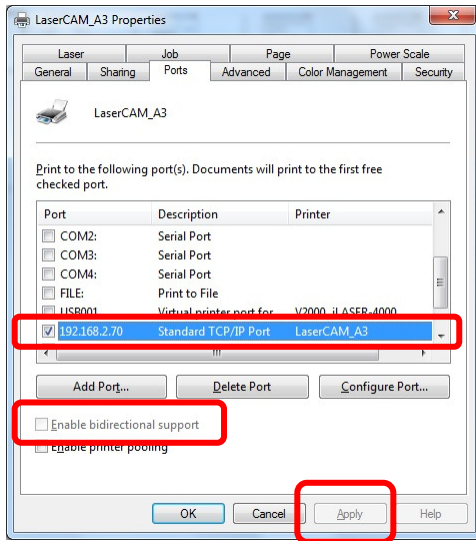 LaserCAM_A3 Properties
Laser Job Page Power Scale
General Sharing Ports Advanced Color Management Security
LaserCAM_A3
Print to the following port(s). Documents will print to the first free
checked port.
Port Description Printer
COM2: Serial Port
COM3: Serial Port
COM4: Serial Port
FILE: Print to File
USB001 Virtual printer port for V2000, iLASER-4000
192.168.2.70 Standard TCP/IP Port LaserCAM_A3
Add Port... Delete Port Configure Port...
Enable bidirectional support
Enable printer pooling
OK Cancel Apply Help